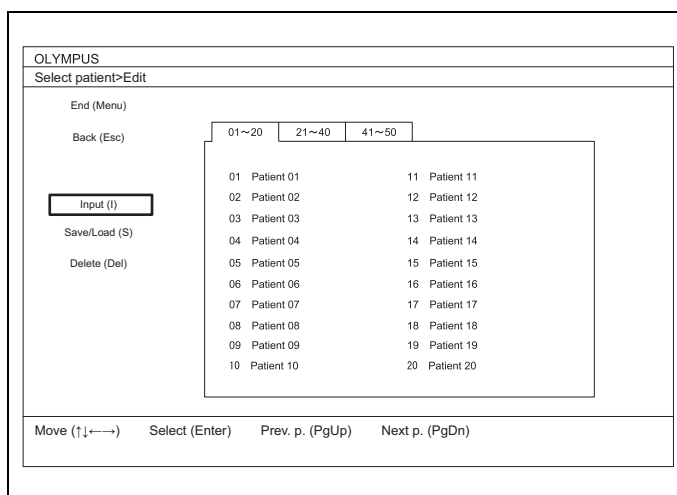 OLYMPUS
Select patient>Edit
End (Menu)
Back (Esc)
Input (I)
Save/Load (S)
Delete (Del)
01～20 21～40 41～50
01 Patient 01 11 Patient 11
02 Patient 02 12 Patient 12
03 Patient 03 13 Patient 13
04 Patient 04 14 Patient 14
05 Patient 05 15 Patient 15
06 Patient 06 16 Patient 16
07 Patient 07 17 Patient 17
08 Patient 08 18 Patient 18
09 Patient 09 19 Patient 19
10 Patient 10 20 Patient 20
Move (↑↓←→) Select (Enter) Prev. p. (PgUp) Next p. (PgDn)